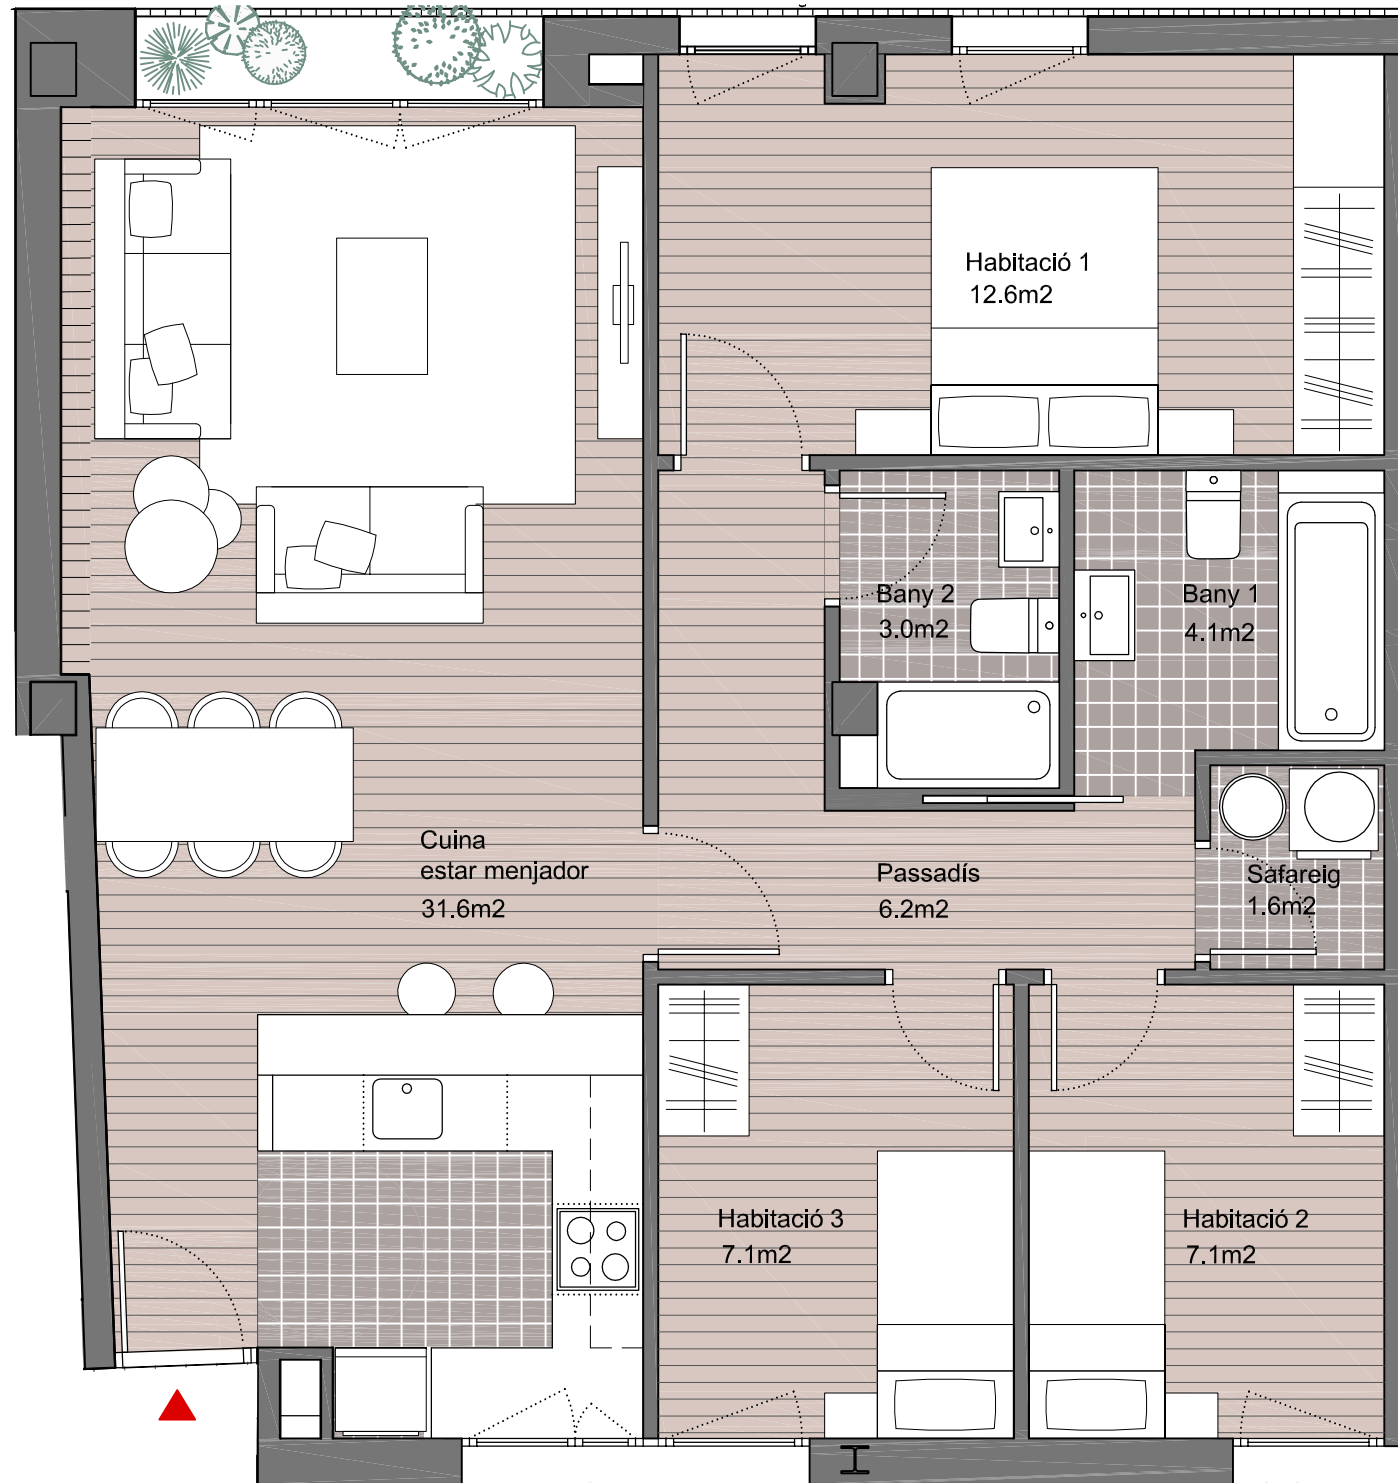 Habitació 1
12.6m2
Bany 2
3.0m2
Bany 1
4.1m2
Cuina
estar menjador
31.6m2
Passadís
6.2m2
Safareig
1.6m2
Habitació 3
7.1m2
Habitació 2
7.1m2